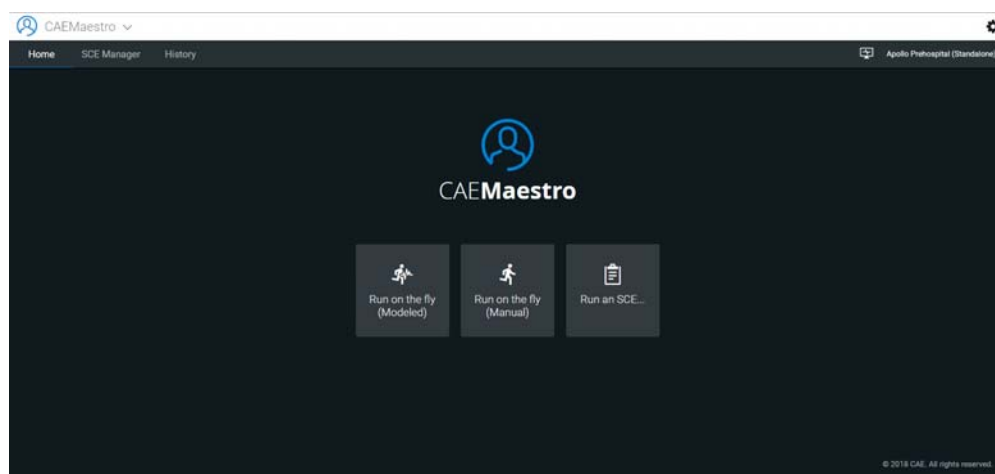 CAEMaestro
Home SCE Manager History Apollo Prehospital (Standalone)
CAEMaestro
Run on the fly
(Modeled)
Run on the fly
(Manual)
Run an SCE...
© 2018 CAE, All rights reserved.